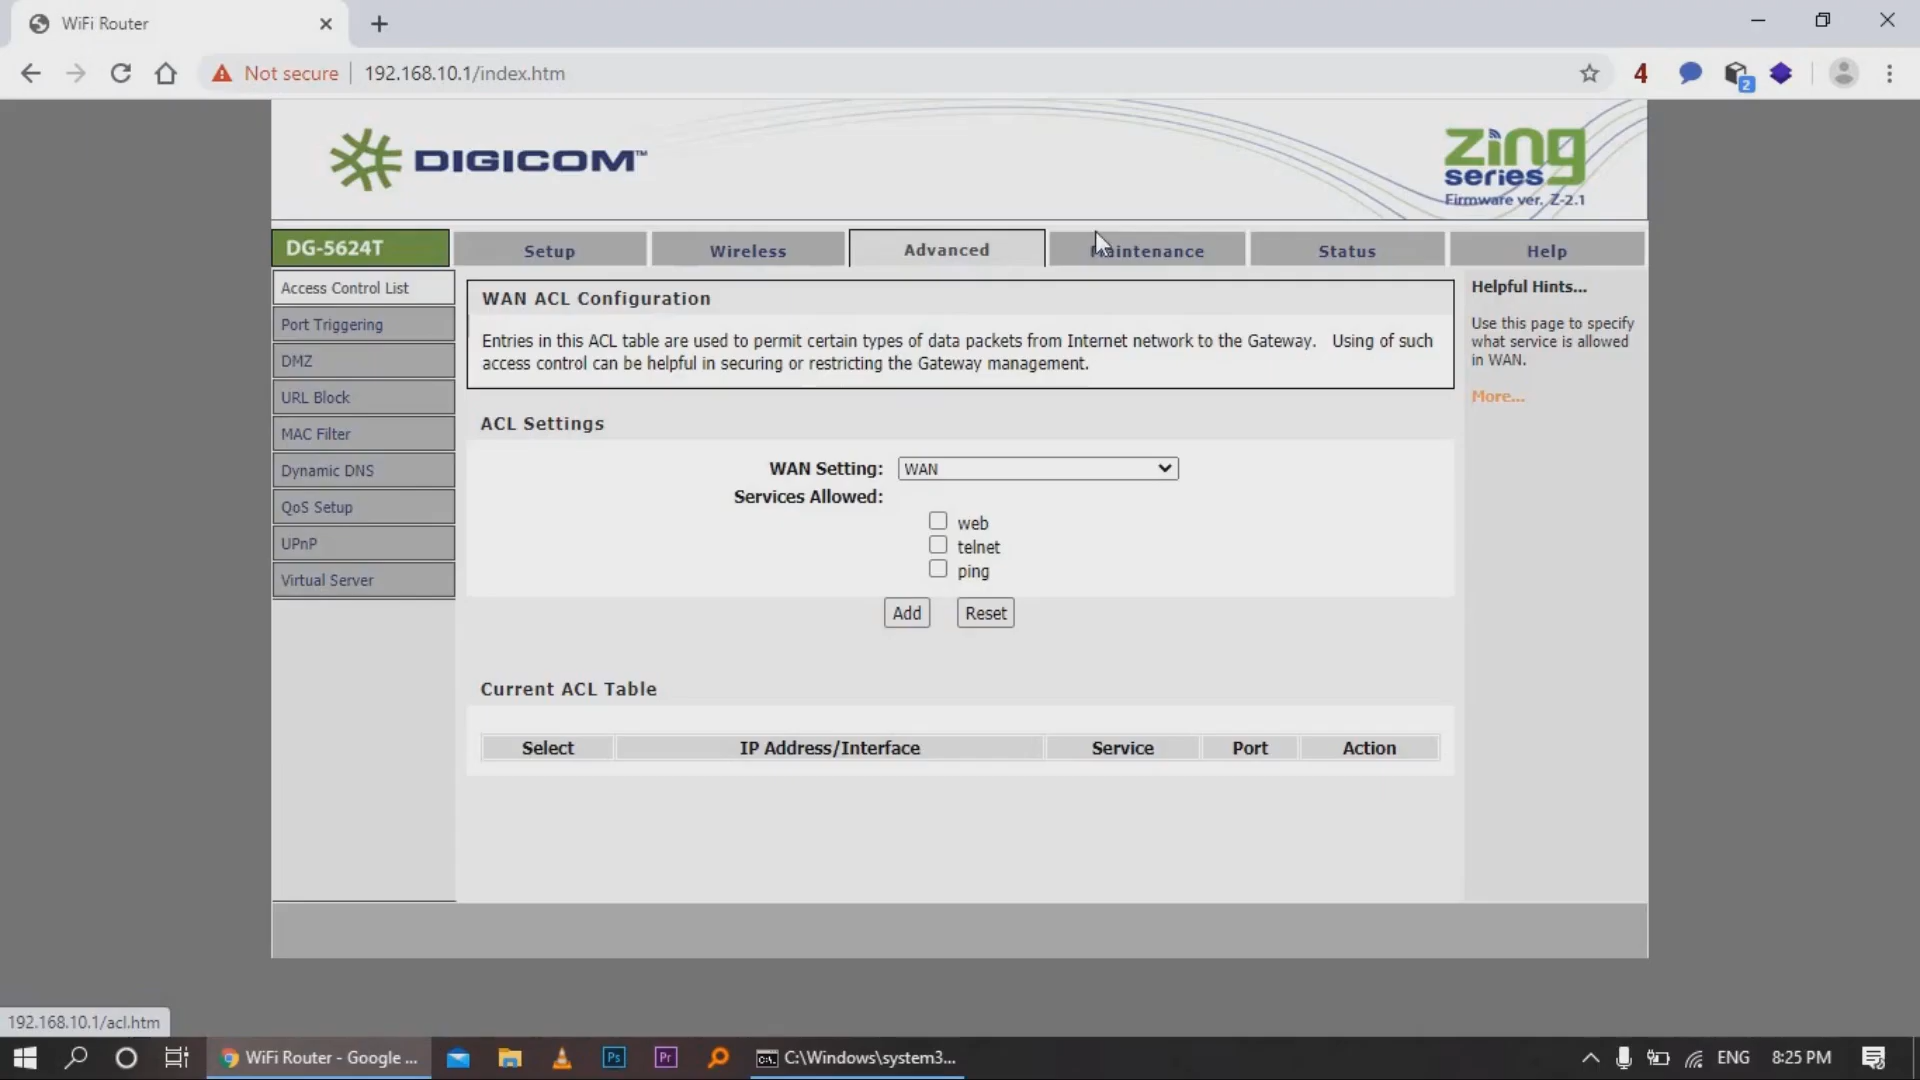 WiFi Router
Not secure
192.168.10.1/index.htm
4
2
DIGICOM™
zing
series
Firmware ver. Z-2.1
DG-5624T
Setup
Wireless
Advanced
Maintenance
Status
Help
Access Control List
Port Triggering
DMZ
URL Block
MAC Filter
Dynamic DNS
QoS Setup
UPnP
Virtual Server
WAN ACL Configuration
Entries in this ACL table are used to permit certain types of data packets from Internet network to the Gateway. Using of such
access control can be helpful in securing or restricting the Gateway management.
ACL Settings
WAN Setting:
WAN
Services Allowed:
web
telnet
ping
Add
Reset
Current ACL Table
Select
IP Address/Interface
Service
Port
Action
Helpful Hints...
Use this page to specify
what service is allowed
in WAN.
More...
192.168.10.1/acl.htm
WiFi Router - Google ...
Ps
Pr
C:\Windows\system3...
ENG
8:25 PM